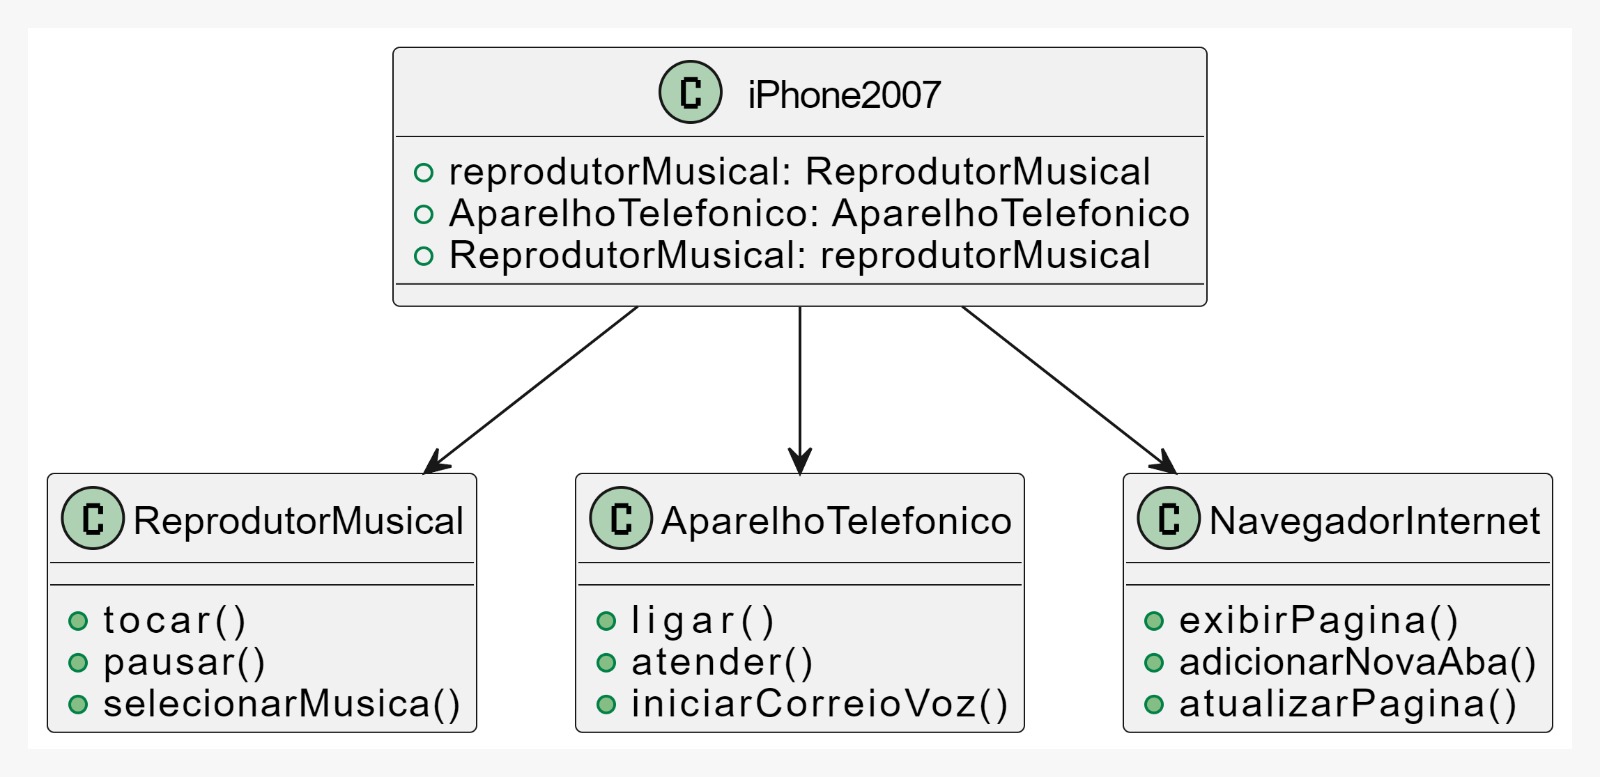 C iPhone2007
reprodutorMusical: ReprodutorMusical
AparelhoTelefonico: AparelhoTelefonico
ReprodutorMusical: reprodutorMusical
C ReprodutorMusical
tocar()
pausar()
selecionarMusica()
C AparelhoTelefonico
ligar()
atender()
iniciarCorreioVoz()
C NavegadorInternet
exibirPagina()
adicionarNovaAba()
atualizarPagina()